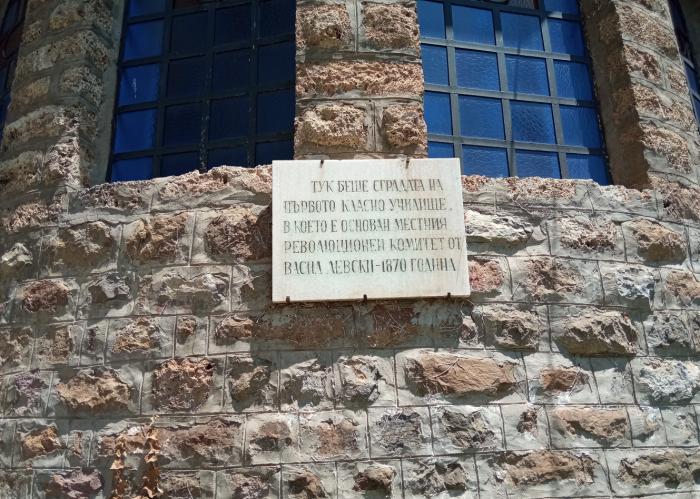 ТУК БЕШЕ СГРАДАТА НА
ПЪРВОТО КЛАСНО УЧИЛИЩЕ
В КОЕТО Е ОСНОВАН МЕСТНИЯ
РЕВОЛЮЦИОНЕН КОМИТЕТ ОТ
ВАСИЛ ЛЕВСКИ-1870 ГОДИНА